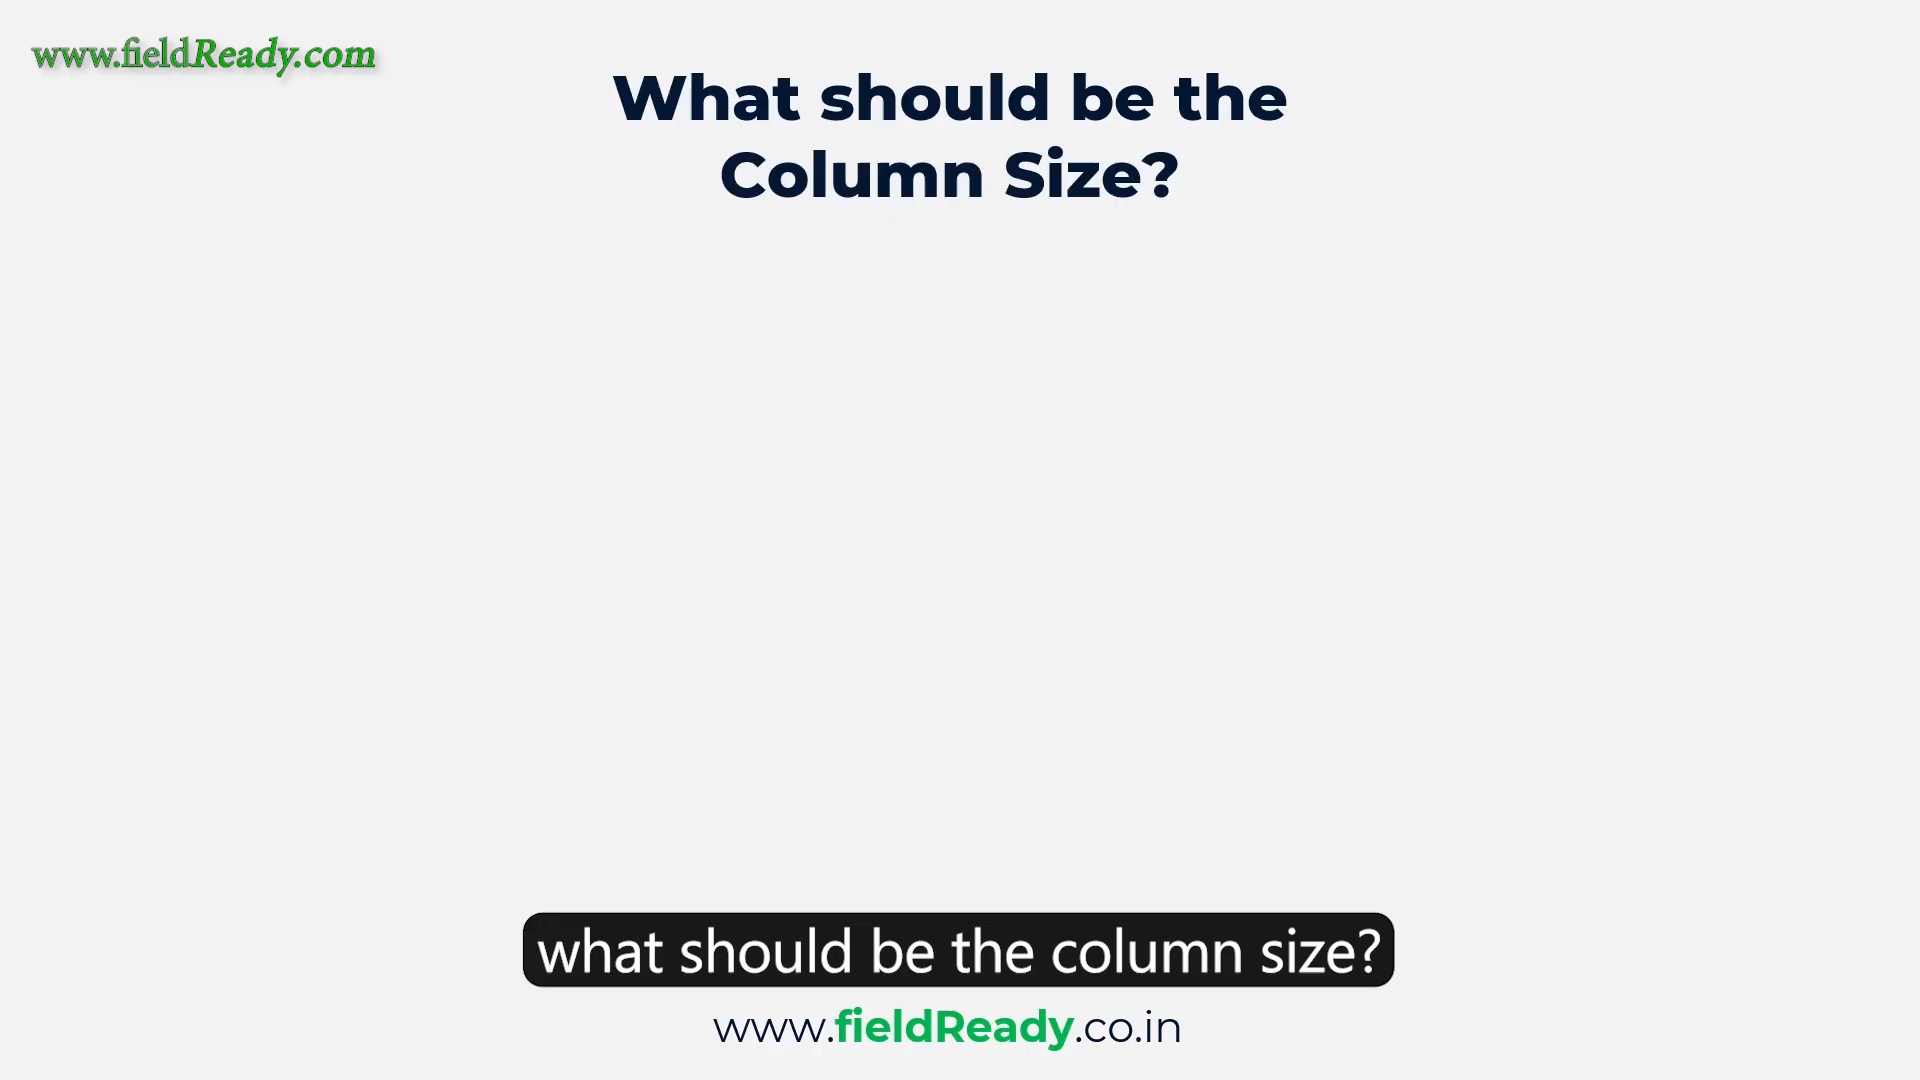 www.fieldReady.com
What should be the
Column Size?
what should be the column size?
www.fieldReady.co.in